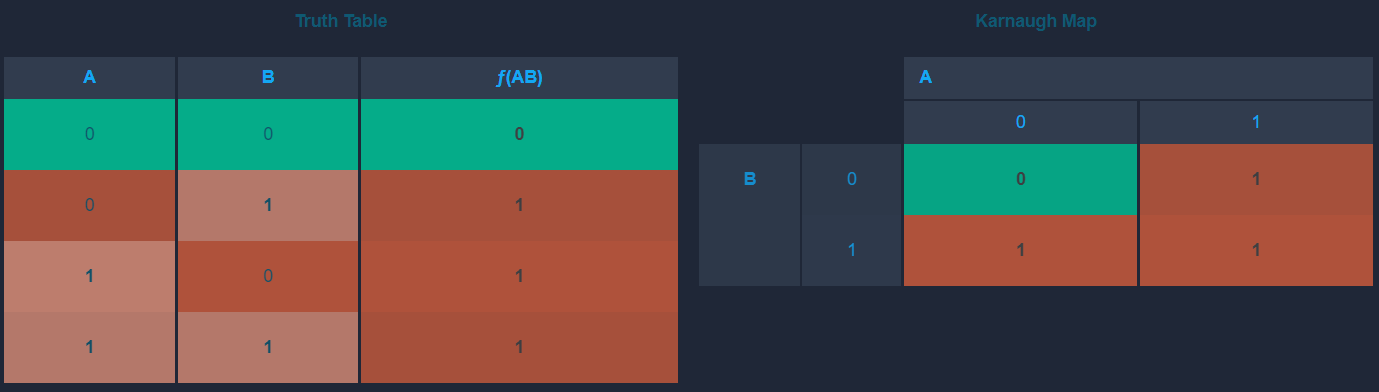 Truth Table
A B ƒ(AB)
0 0 0
0 1 1
1 0 1
1 1 1
Karnaugh Map
A
0 1
B 0 0 1
1 1 1